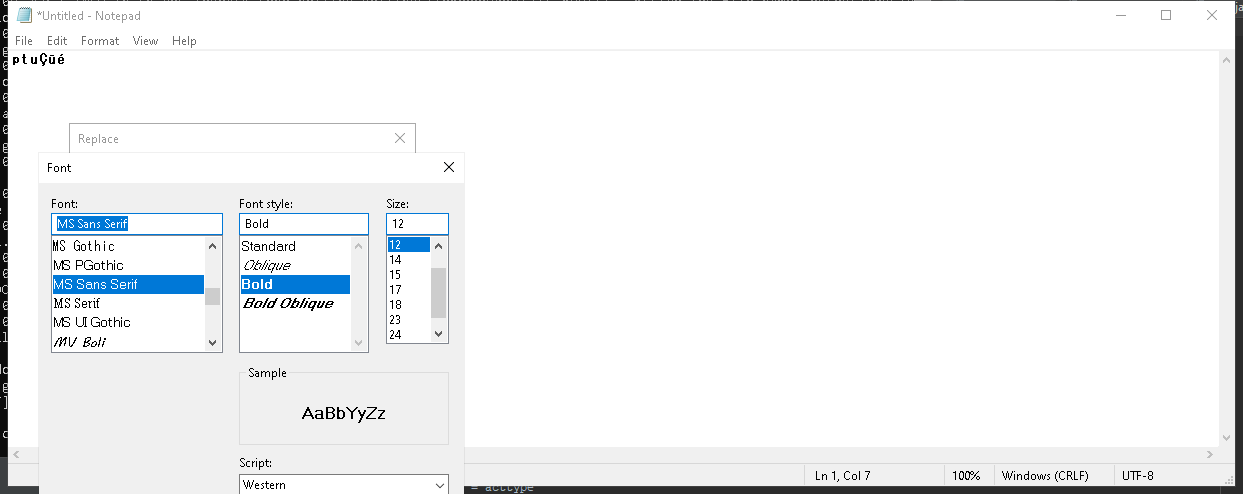 *Untitled - Notepad
File Edit Format View Help
ptuÇūé
Replace
Font
Font: Font style: Size:
MS Sans Serif Bold 12
MS Gothic Standard 12
MS PGothic Oblique 14
MS Sans Serif Bold 15
MS Serif Bold Oblique 17
MS UI Gothic 18
MV Boli 23
24
Sample
AaBbYyZz
Script:
Western
Ln 1, Col 7 100% Windows (CRLF) UTF-8
= acctype